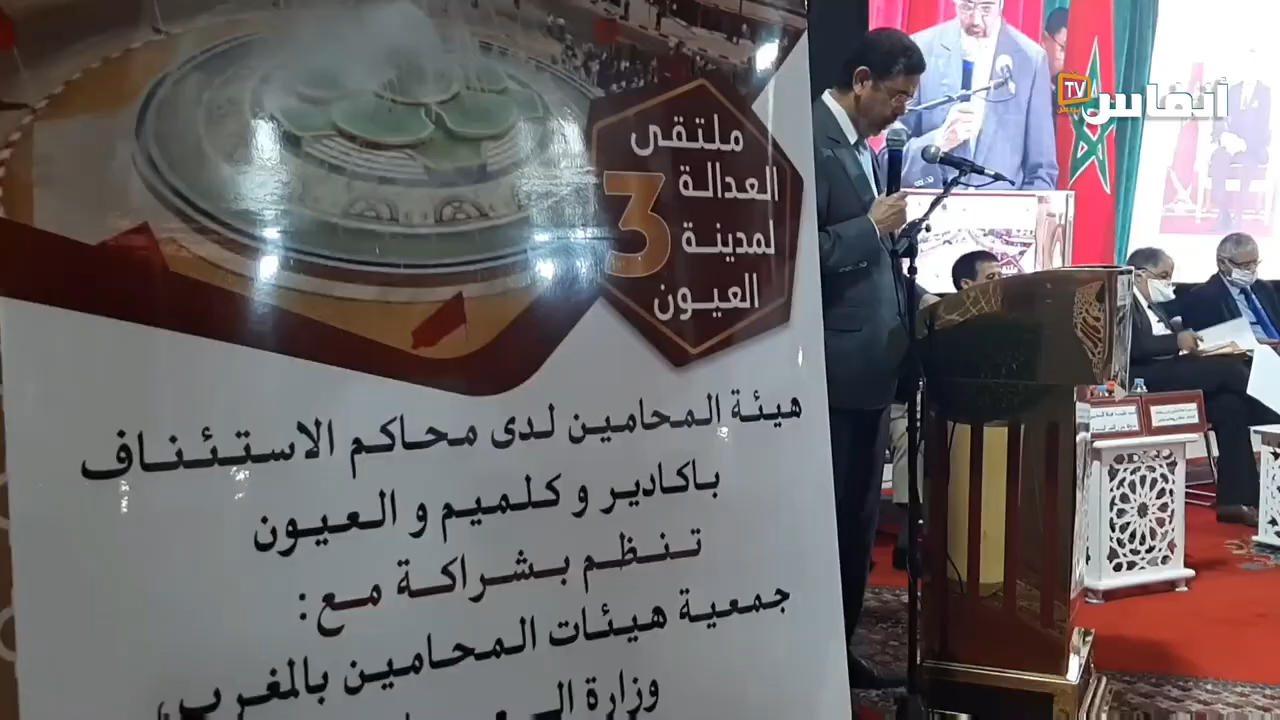 أنفاس
TV
ملتقى
العدالة
3
لمدينة
العيون
هيئة المحامين لدى محاكم الاستئناف
باكادير و كلميم و العيون
تنظم بشراكة مع :
جمعية هيئات المحامين بالمغرب،
وزارة